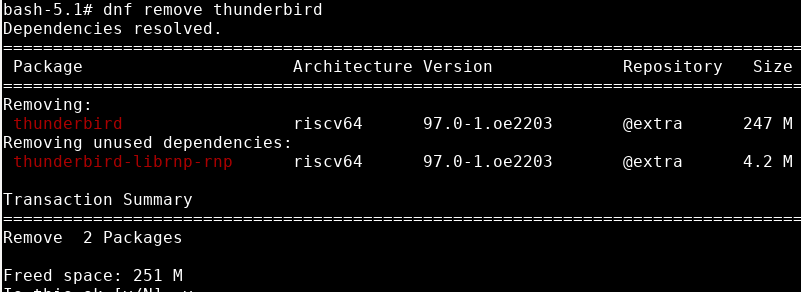 bash-5.1# dnf remove thunderbird
Dependencies resolved.
================================================================================
 Package                     Architecture Version             Repository   Size
================================================================================
Removing:
 thunderbird                 riscv64      97.0-1.oe2203       @extra      247 M
Removing unused dependencies:
 thunderbird-librnp-rnp      riscv64      97.0-1.oe2203       @extra      4.2 M

Transaction Summary
================================================================================
Remove  2 Packages

Freed space: 251 M
Is this ok [y/N]: y